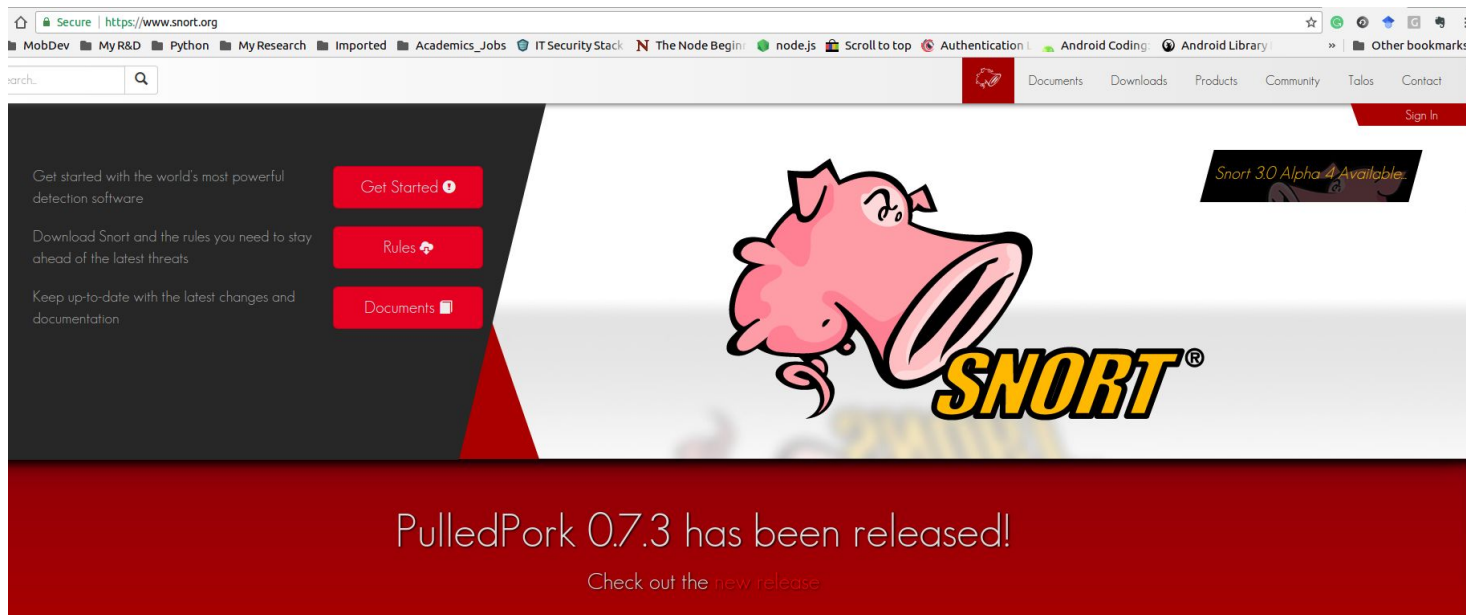 Secure https://www.snort.org
MobDev My R&D Python My Research Imported Academics_Jobs IT Security Stack The Node Beginn node.js Scroll to top Authentication L Android Coding: Android Library » Other bookmarks
earch..
Documents Downloads Products Community Talos Contact
Sign In
Get started with the world's most powerful
detection software
Get Started
Download Snort and the rules you need to stay
ahead of the latest threats
Rules
Keep up-to-date with the latest changes and
documentation
Documents
Snort 3.0 Alpha 4 Available..
SNORT®
PulledPork 0.7.3 has been released!
Check out the new release.